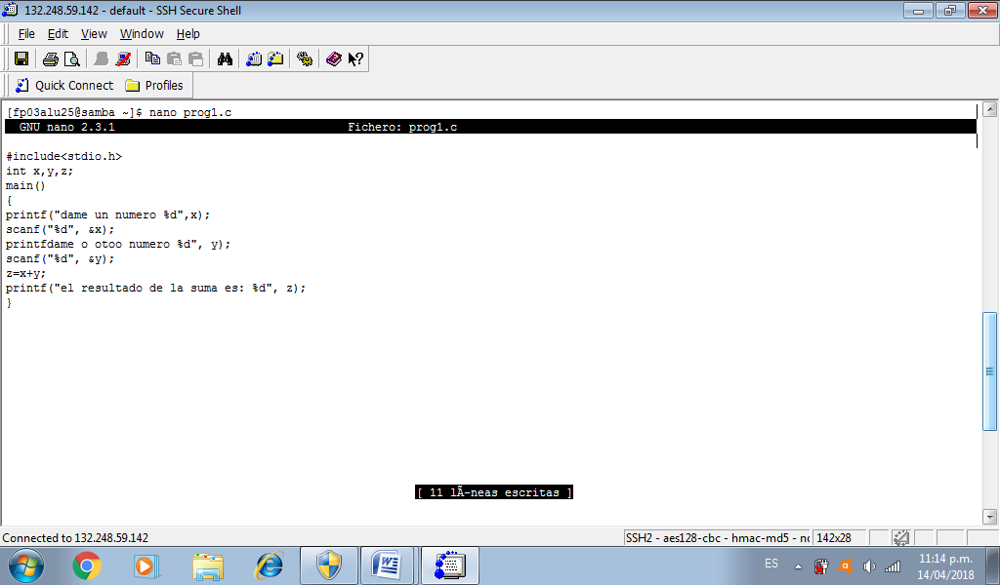 132.248.59.142 - default - SSH Secure Shell
File Edit View Window Help
Quick Connect Profiles
[fp03alu25@samba ~]$ nano prog1.c
GNU nano 2.3.1 Fichero: prog1.c
#include<stdio.h>
int x,y,z;
main()
{
printf("dame un numero %d",x);
scanf("%d", &x);
printfdame o otoo numero %d", y);
scanf("%d", &y);
z=x+y;
printf("el resultado de la suma es: %d", z);
}
[ 11 lÃ-neas escritas ]
Connected to 132.248.59.142 SSH2 - aes128-cbc - hmac-md5 - no 142x28
ES 11:14 p.m.
14/04/2018